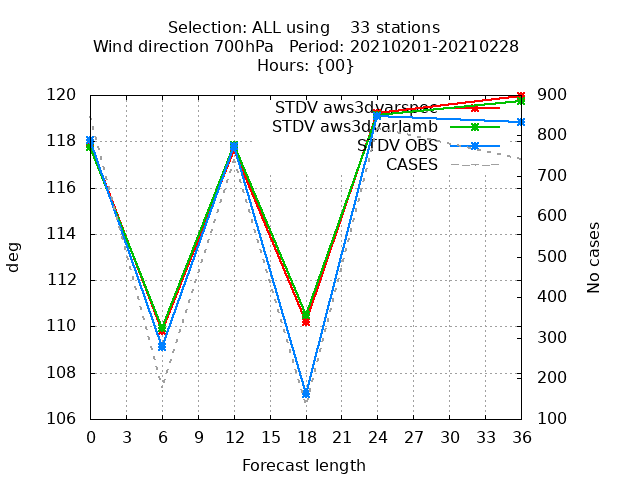 Selection: ALL using 33 stations
Wind direction 700hPa Period: 20210201-20210228
Hours: {00}
120 900
STDV aws3dvarspec
STDV aws3dvarlamb
118 800
STDV OBS
CASES
116 700
114 600
deg
No cases
112 500
400
110 300
108 200
106 100
0 3 6 9 12 15 18 21 24 27 30 33 36
Forecast length